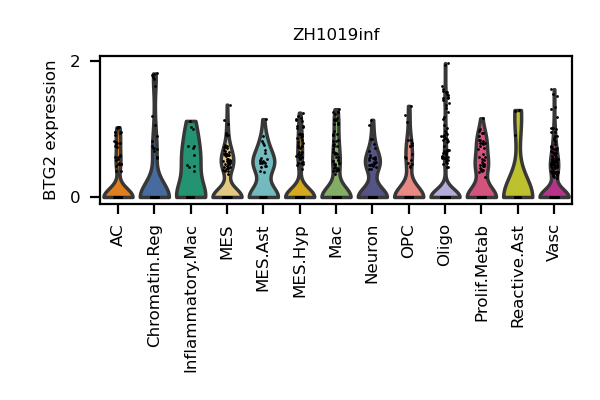 ZH1019inf
BTG2 expression
2
0
AC
Chromatin.Reg
Inflammatory.Mac
MES
MES.Ast
MES.Hyp
Mac
Neuron
OPC
Oligo
Prolif.Metab
Reactive.Ast
Vasc